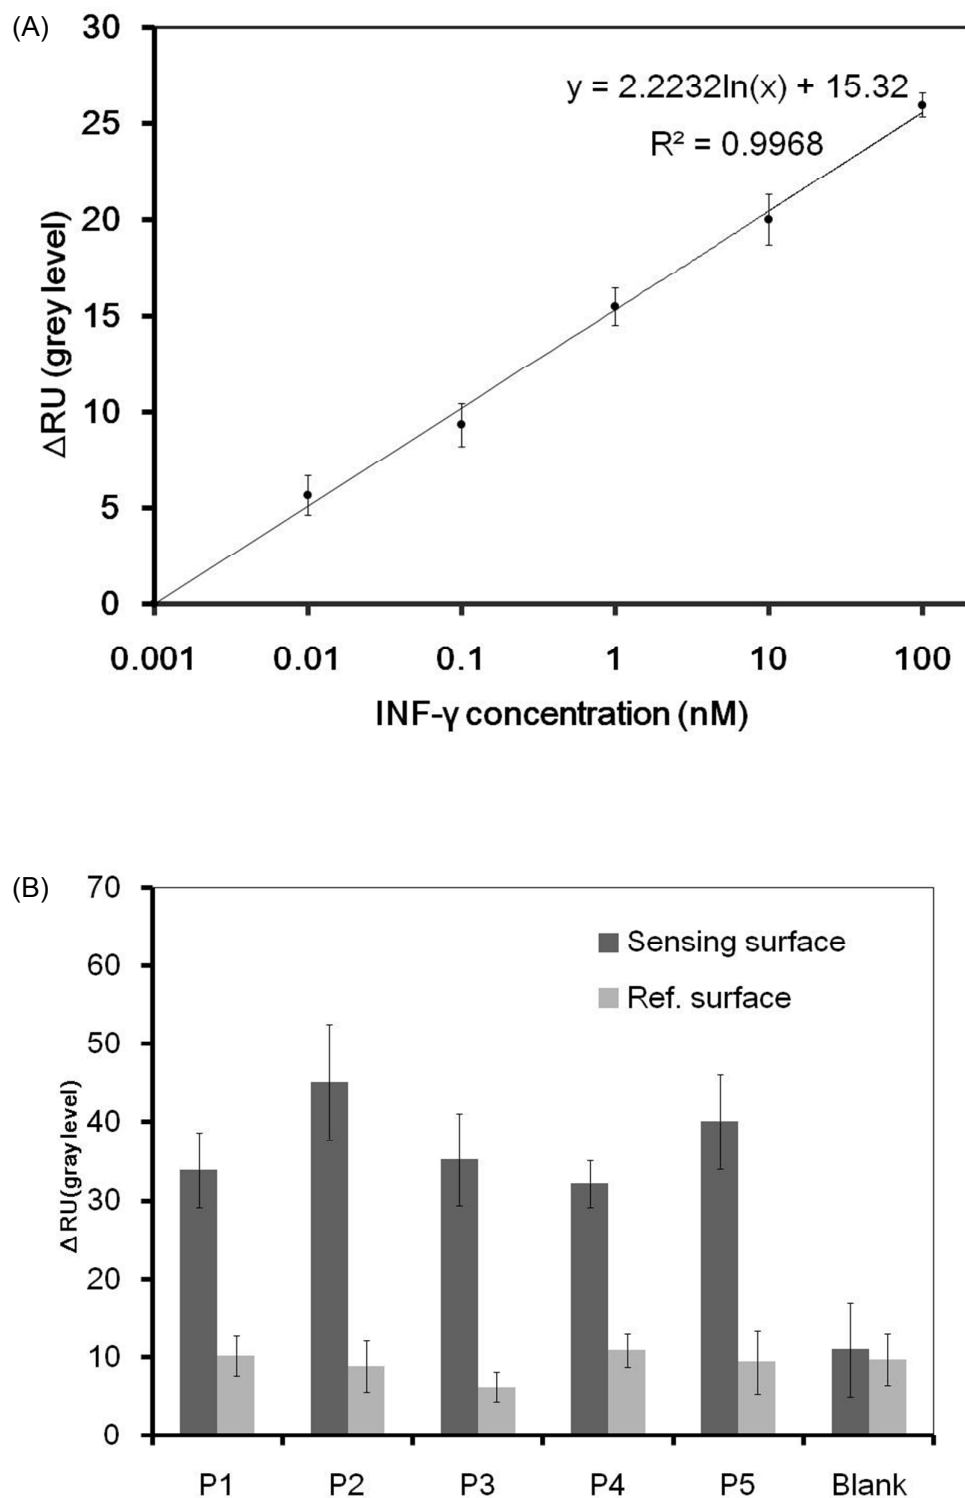 (A)
30
25
20
15
10
5
0
ΔRU (grey level)
y = 2.2232ln(x) + 15.32
R² = 0.9968
0.001 0.01 0.1 1 10 100
INF-γ concentration (nM)
(B)
70
60
50
40
30
20
10
0
ΔRU(gray level)
Sensing surface
Ref. surface
P1 P2 P3 P4 P5 Blank